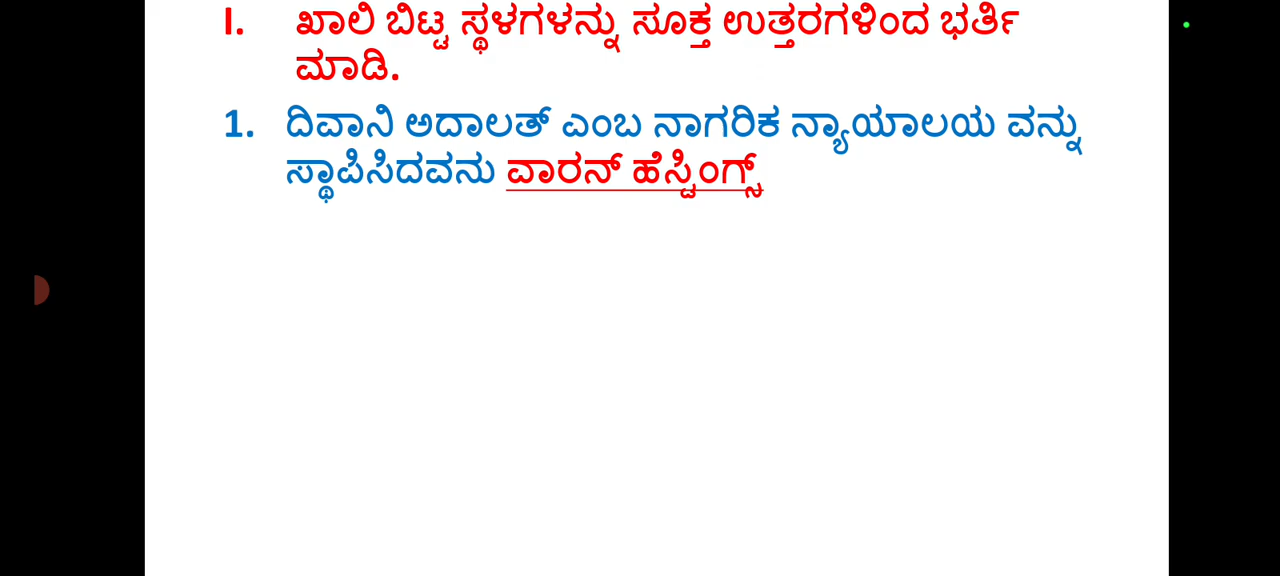 I. ಖಾಲಿ ಬಿಟ್ಟ ಸ್ಥಳಗಳನ್ನು ಸೂಕ್ತ ಉತ್ತರಗಳಿಂದ ಭರ್ತಿ
ಮಾಡಿ.
1. ದಿವಾನಿ ಅದಾಲತ್ ಎಂಬ ನಾಗರಿಕ ನ್ಯಾಯಾಲಯ ವನ್ನು
ಸ್ಥಾಪಿಸಿದವನು ವಾರನ್ ಹೆಸ್ಟಿಂಗ್ಸ್